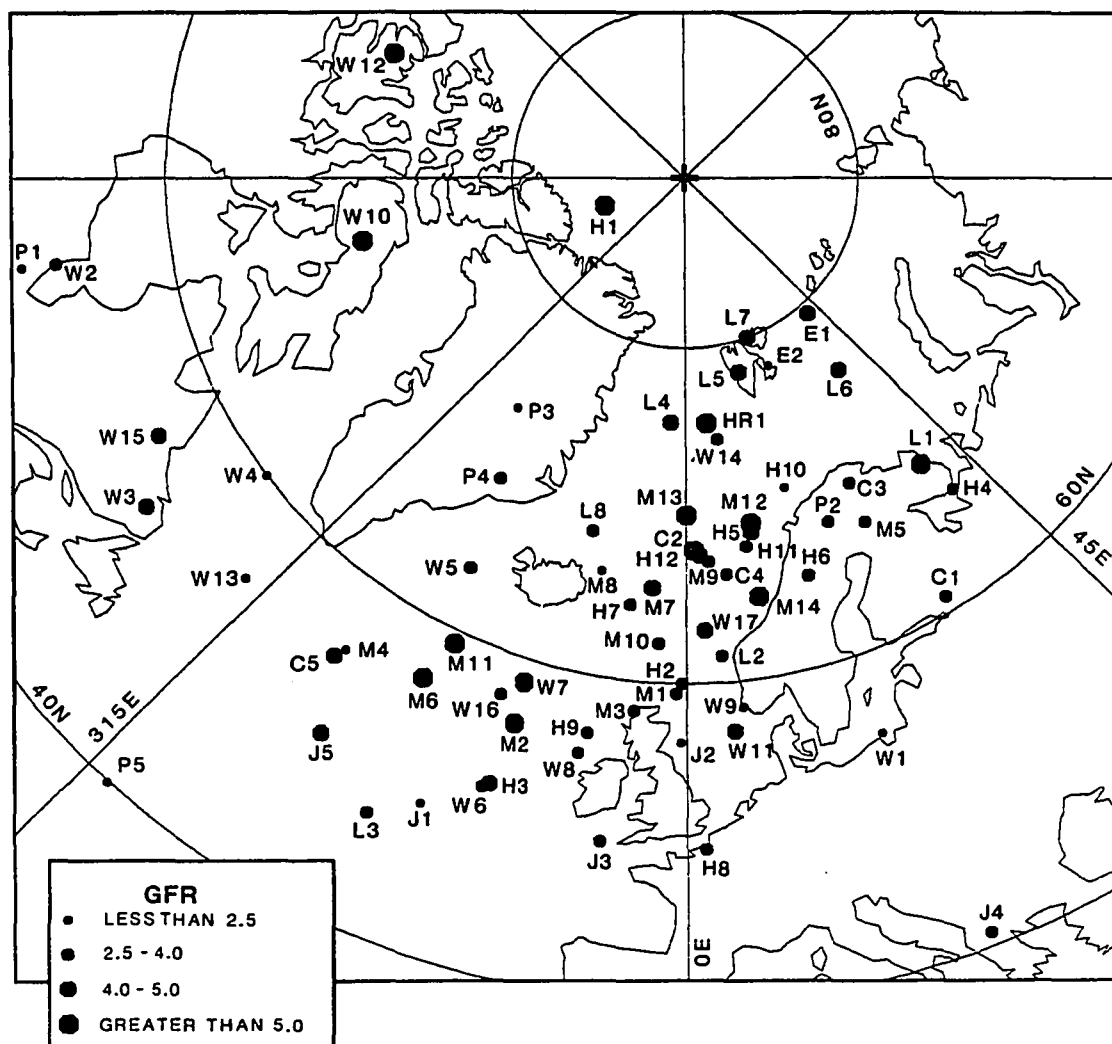 W12
80N
W10
H1
P1
W2
L7
E1
E2
L5
L6
P3
L4
HR1
W14
W15
L1
W4
P4
H10
C3
H4
60N
W3
M13
M12
P2
M5
L8
H5
45E
C2
H11
H12
W5
M8
M9
C4
H6
C1
W13
H7
M7
M14
W17
M10
L2
M4
C5
M11
H2
M6
W7
M1
40N
W16
M3
W9
315E
M2
H9
J2
W11
W1
J5
W8
P5
W6
H3
L3
J1
J3
H8
J4
0E
GFR
LESS THAN 2.5
2.5 - 4.0
4.0 - 5.0
GREATER THAN 5.0